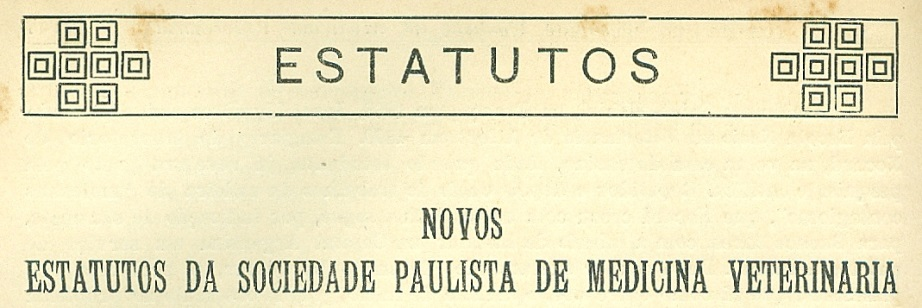 ESTATUTOS
NOVOS
ESTATUTOS DA SOCIEDADE PAULISTA DE MEDICINA VETERINARIA